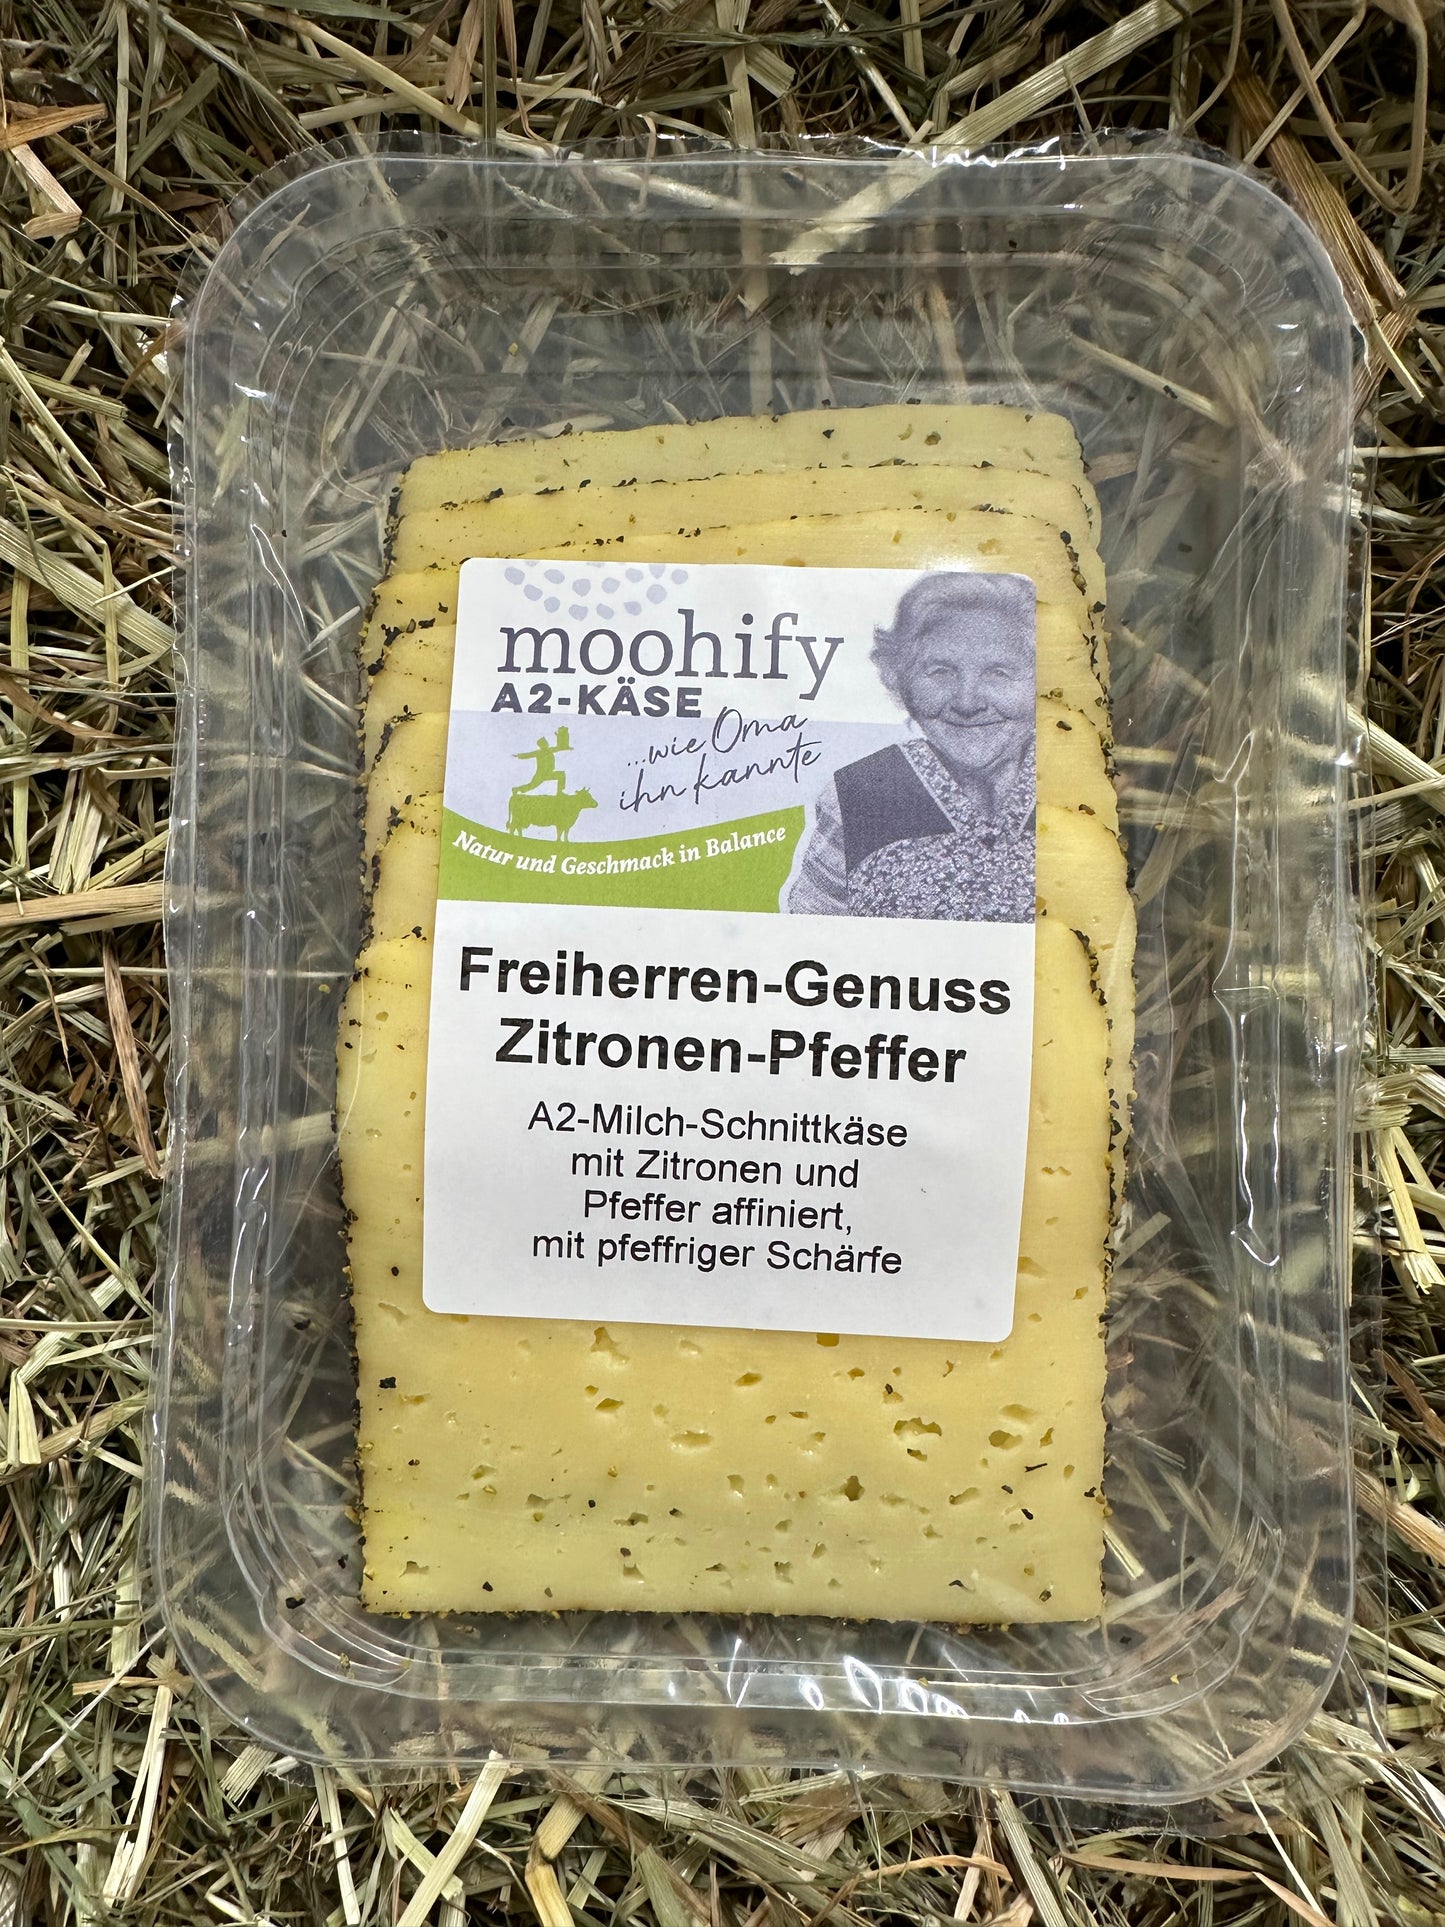 moohify
A2-KÄSE
...wie Oma
ihn kannte
Natur und Geschmack in Balance
Freiherren-Genuss
Zitronen-Pfeffer
A2-Milch-Schnittkäse
mit Zitronen und
Pfeffer affiniert,
mit pfeffriger Schärfe